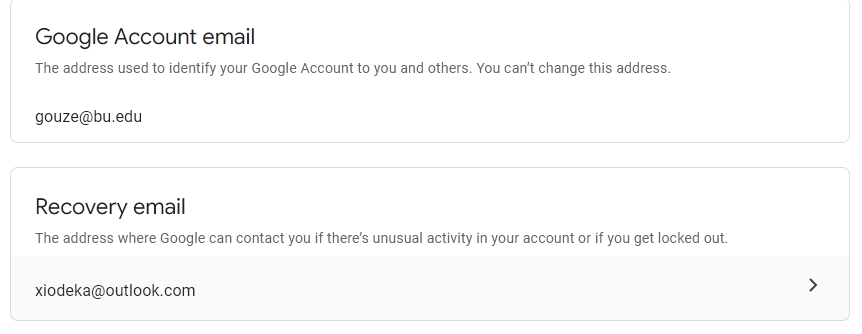 Google Account email
The address used to identify your Google Account to you and others. You can’t change this address.
gouze@bu.edu
Recovery email
The address where Google can contact you if there’s unusual activity in your account or if you get locked out.
xiodeka@outlook.com